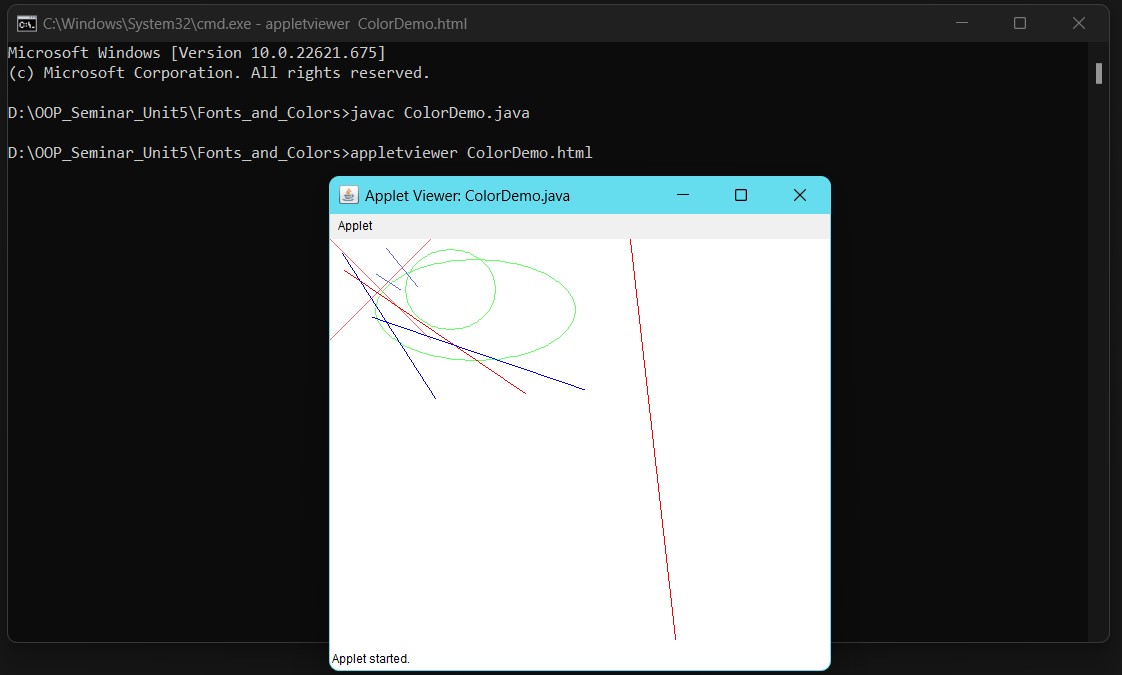 C:\Windows\System32\cmd.exe - appletviewer  ColorDemo.html
Microsoft Windows [Version 10.0.22621.675]
(c) Microsoft Corporation. All rights reserved.
D:\OOP_Seminar_Unit5\Fonts_and_Colors>javac ColorDemo.java
D:\OOP_Seminar_Unit5\Fonts_and_Colors>appletviewer ColorDemo.html
Applet Viewer: ColorDemo.java
Applet
Applet started.